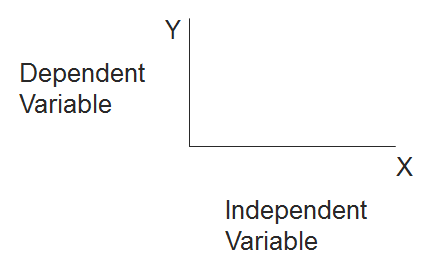 Y
Dependent
Variable
X
Independent
Variable